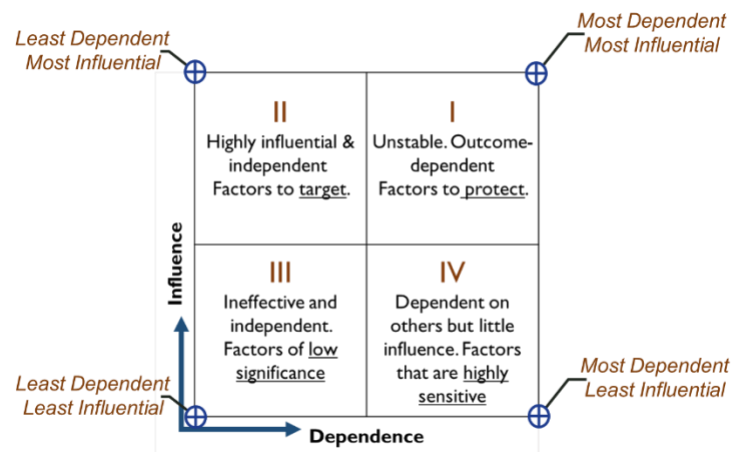 Least Dependent
Most Influential
Most Dependent
Most Influential
II
Highly influential &
independent
Factors to target.
I
Unstable. Outcome-
dependent
Factors to protect.
III
Ineffective and
independent.
Factors of low
significance
IV
Dependent on
others but little
influence. Factors
that are highly
sensitive
Influence
Least Dependent
Least Influential
Most Dependent
Least Influential
Dependence